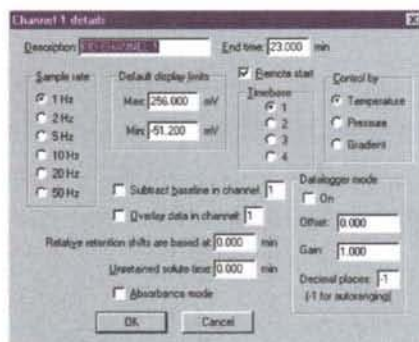 Channel 1 details
Description: CHANNEL 1 End time: 23.000 min
Sample rate
1 Hz
2 Hz
5 Hz
10 Hz
20 Hz
50 Hz
Default display limits
Max: 256.000 mV
Min: -51.200 mV
Remote start
Timebase
1
2
3
4
Control by
Temperature
Pressure
Gradient
Subtract baseline in channel: 1
Overlay data in channel: 1
Relative retention shifts are based at: 0.000 min
Unretained solute time: 0.000 min
Absorbance mode
Datalogger mode
On
Offset: 0.000
Gain: 1.000
Decimal places: -1
(-1 for autoranging)
OK Cancel